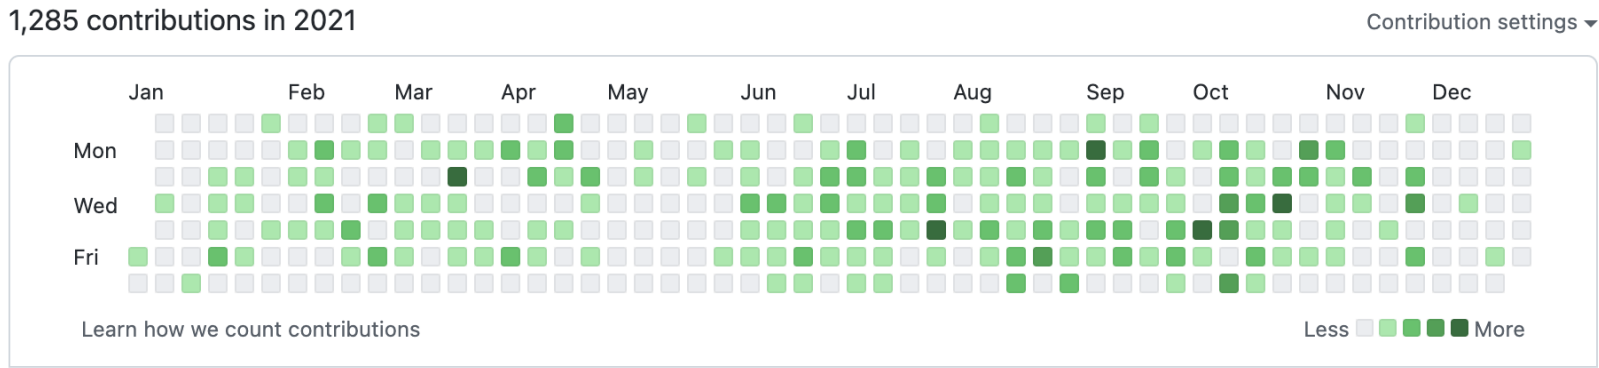 1,285 contributions in 2021
Contribution settings
Jan Feb Mar Apr May Jun Jul Aug Sep Oct Nov Dec
Mon
Wed
Fri
Learn how we count contributions
Less More